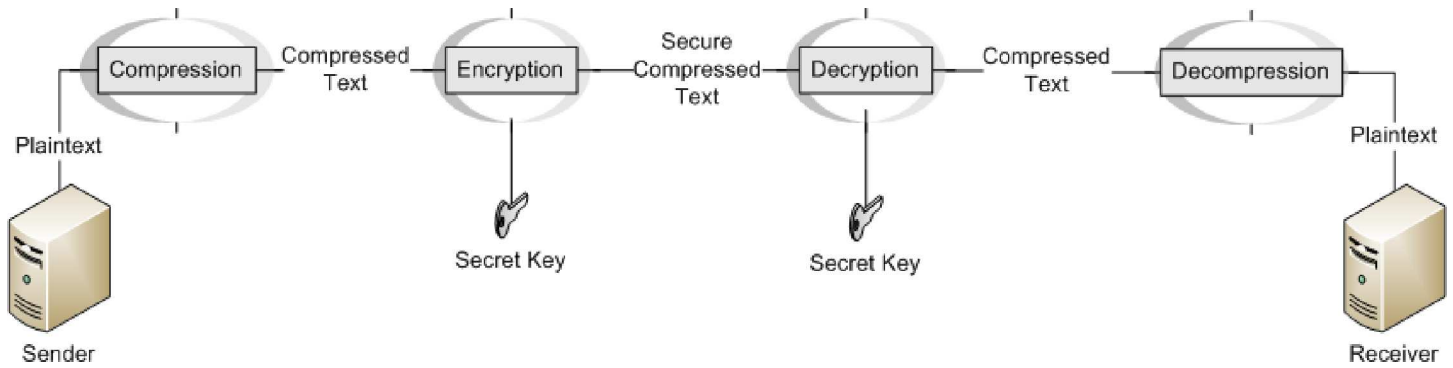 Compression
Compressed
Text
Encryption
Secure
Compressed
Text
Decryption
Compressed
Text
Decompression
Plaintext
Plaintext
Secret Key
Secret Key
Sender
Receiver